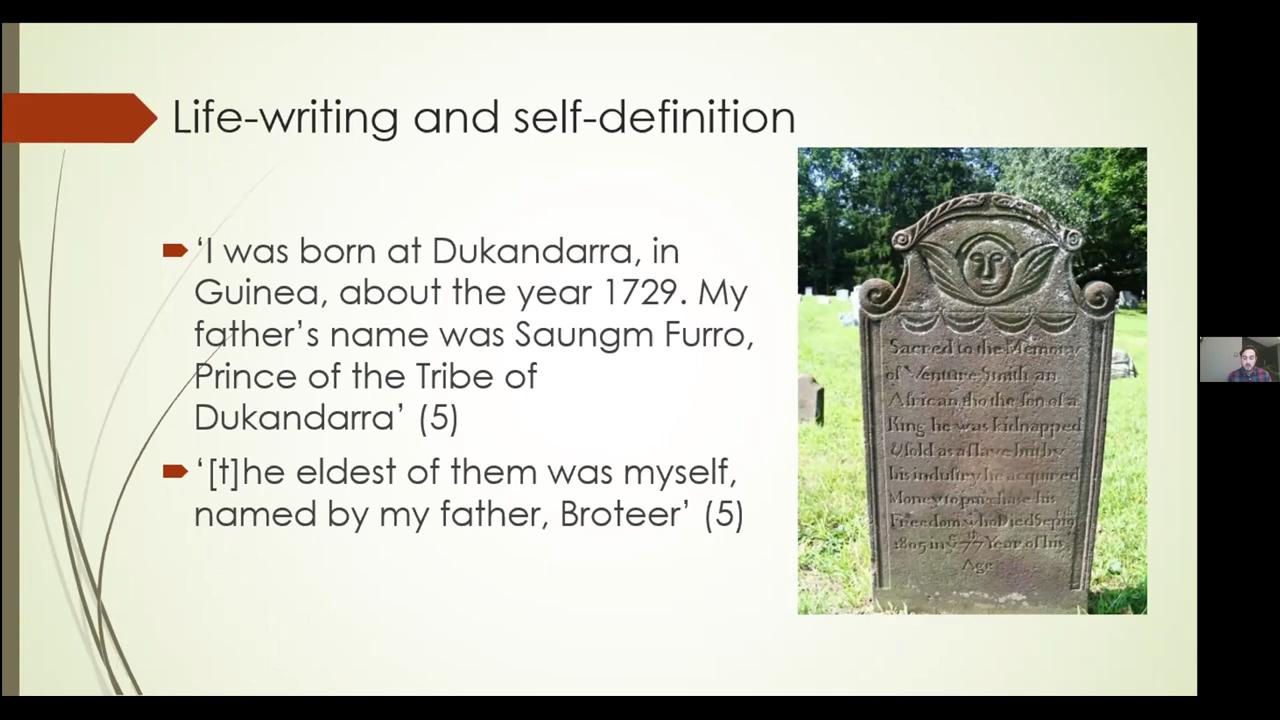 Life-writing and self-definition
‘I was born at Dukandarra, in
Guinea, about the year 1729. My
father’s name was Saungm Furro,
Prince of the Tribe of
Dukandarra’ (5)
‘[t]he eldest of them was myself,
named by my father, Broteer’ (5)
Sacred to the Memory
of Venture Smith an
African tho the ſon of a
King he was kidnapped
& ſold as a ſlave but by
his induſtry he acquired
Money to purchase his
Freedom who Died Sept 19th
1805 in ye 77th Year of his
Age